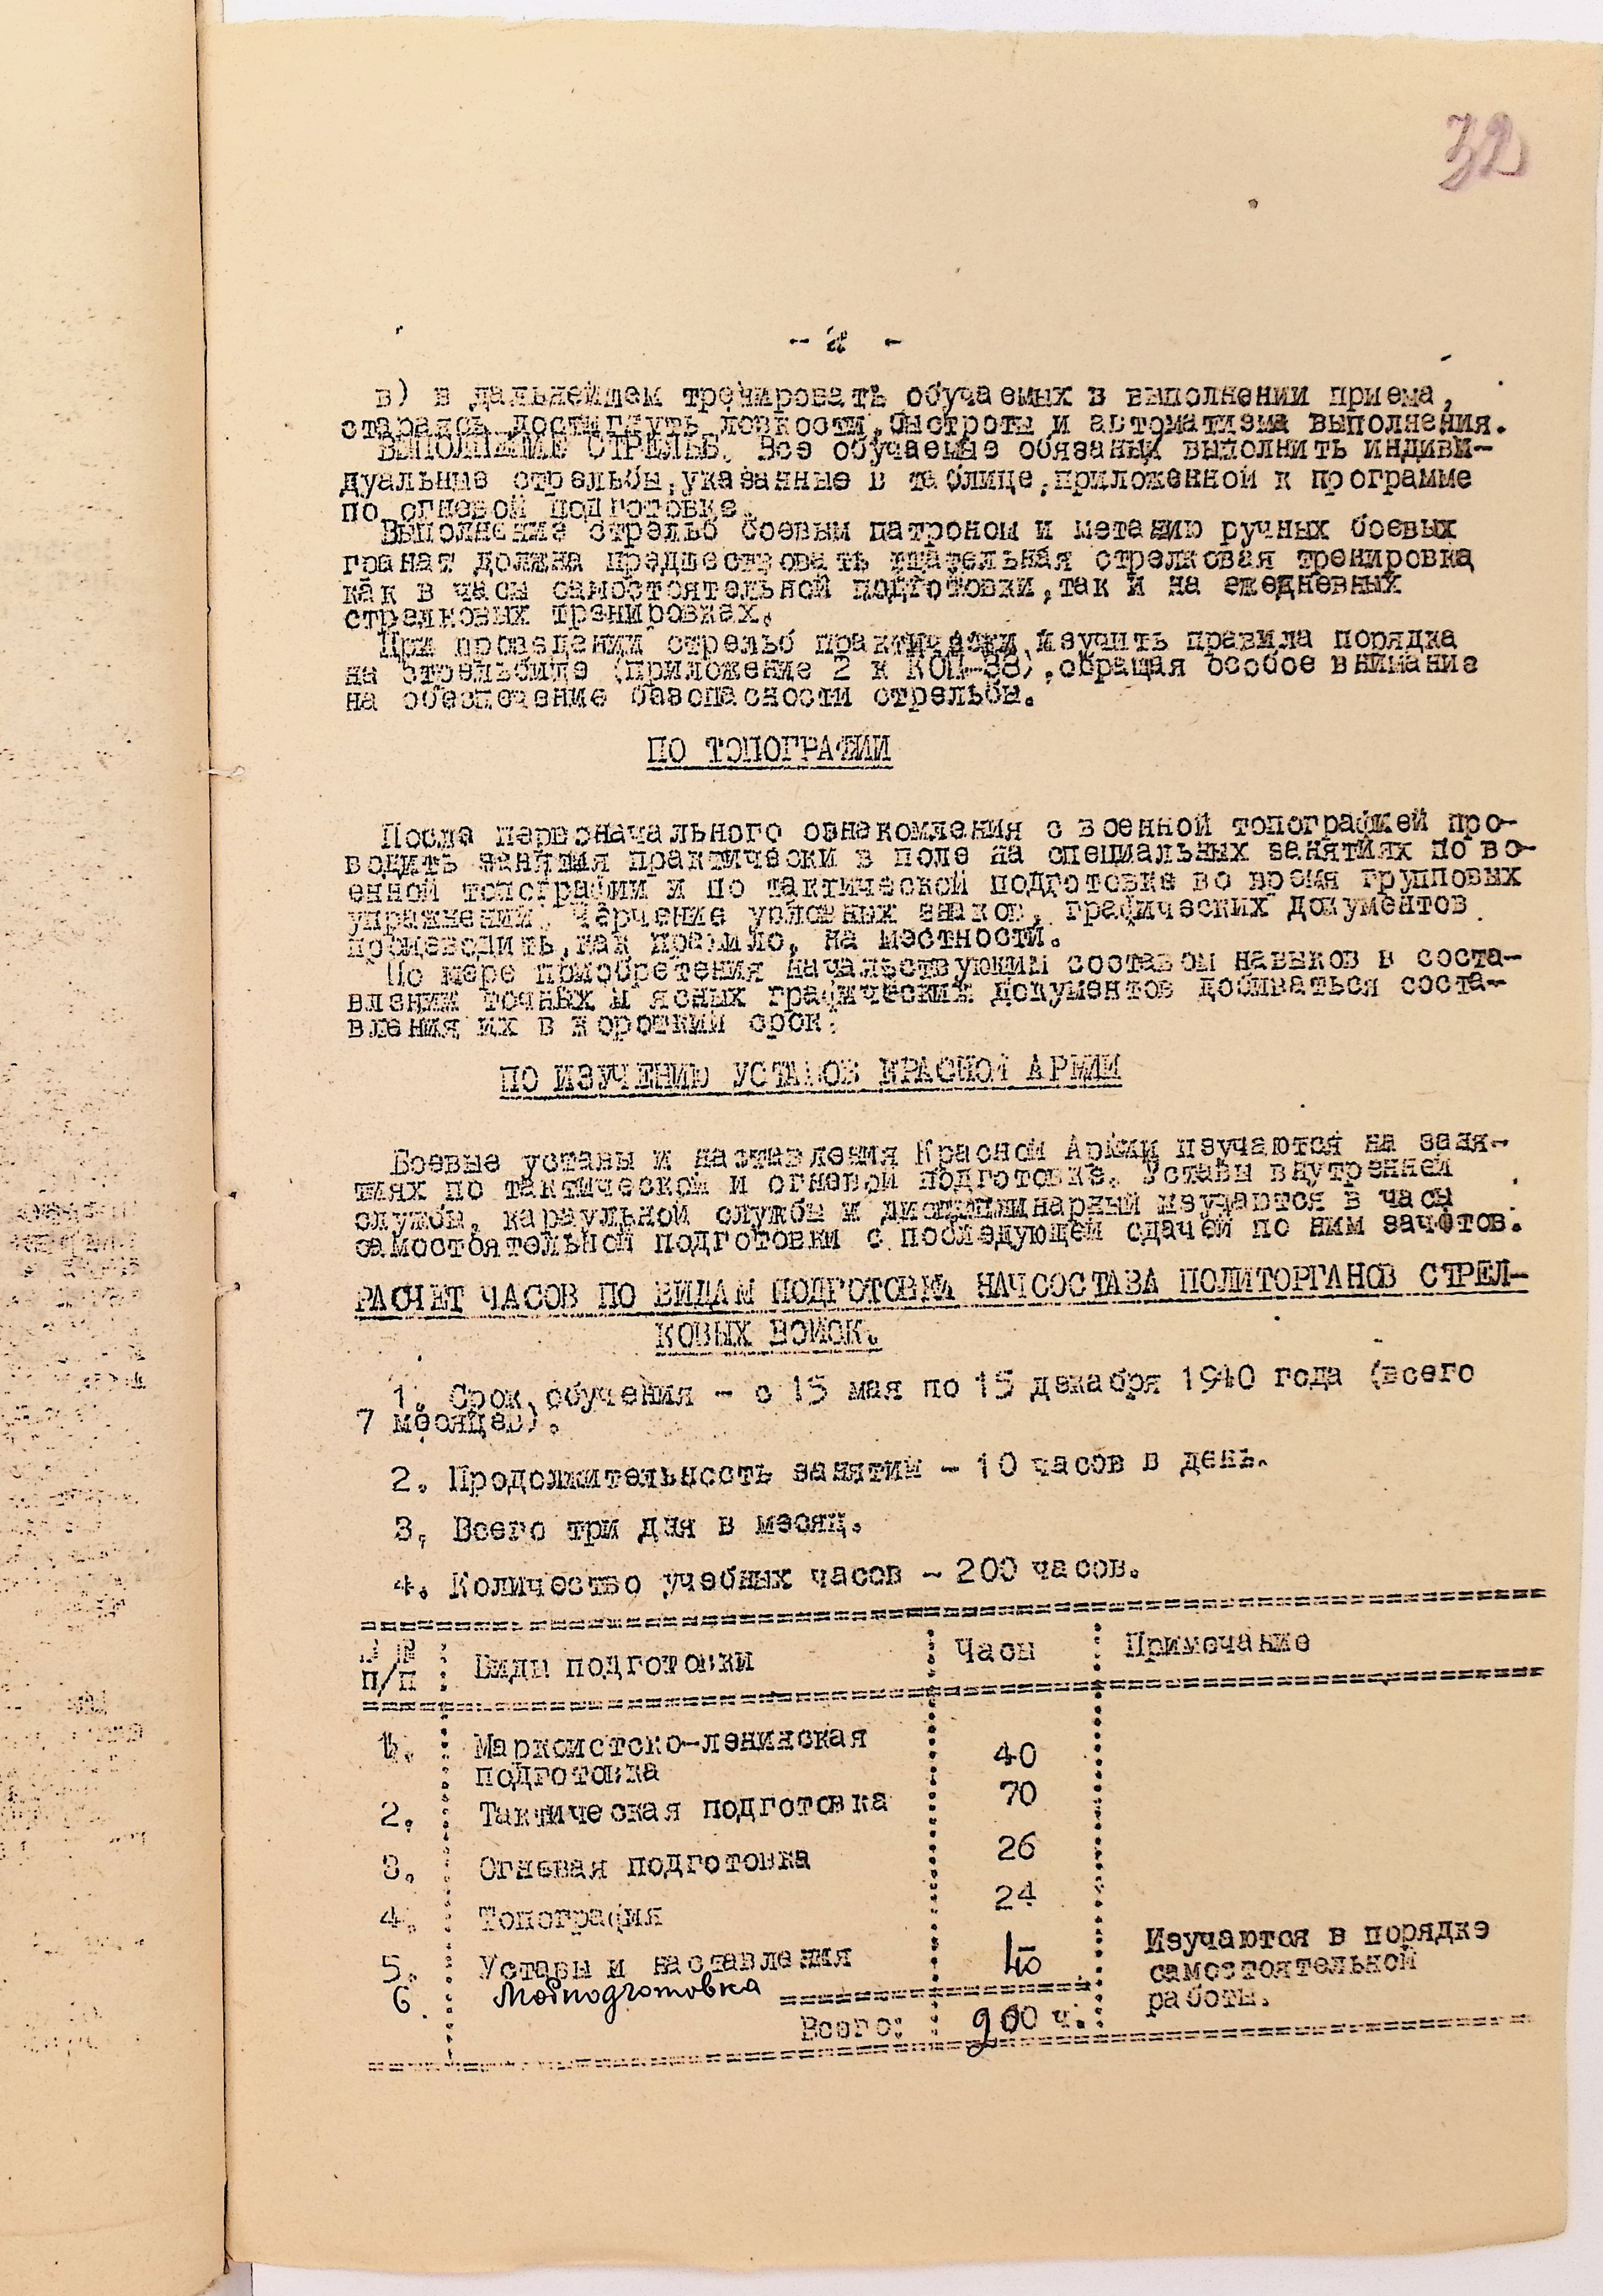 32
в) в дальнейшем тренировать обучаемых в выполнении приема,
стараясь достигнуть ловкости, быстроты и автоматизма выполнения.
ВЫПОЛНЕНИЕ СТРЕЛЬБ. Все обучаемые обязаны выполнить индиви-
дуальные стрельбы, указанные в таблице, приложенной к программе
по огневой подготовке.
Выполнение стрельб боевым патроном и метанию ручных боевых
гранат должна предшествовать тщательная стрелковая тренировка
как в часы самостоятельной подготовки, так и на ежедневных
стрелковых тренировках.
При проведении стрельб практически изучить правила порядка
на стрельбище (приложение 2 к КОП-38), обращая особое внимание
на обеспечение безопасности стрельбы.
ПО ТОПОГРАФИИ
После первоначального ознакомления с военной топографией про-
водить занятия практически в поле на специальных занятиях по во-
енной топографии и по тактической подготовке во время групповых
упражнений. Черчение условных знаков, графических документов
производить, как правило, на местности.
По мере приобретения начальствующим составом навыков в соста-
влении точных и ясных графических документов добиваться соста-
вления их в короткий срок.
ПО ИЗУЧЕНИЮ УСТАВОВ КРАСНОЙ АРМИИ
Боевые уставы и наставления Красной Армии изучаются на заня-
тиях по тактической и огневой подготовке. Уставы внутренней
службы, караульной службы и дисциплинарный изучаются в часы
самостоятельной подготовки с последующей сдачей по ним зачетов.
РАСЧЕТ ЧАСОВ ПО ВИДАМ ПОДГОТОВКИ НАЧСОСТАВА ПОЛИТОРГАНОВ СТРЕЛ-
КОВЫХ ВОЙСК.
1. Срок обучения - с 15 мая по 15 декабря 1940 года (всего
7 месяцев).
2. Продолжительность занятий - 10 часов в день.
3. Всего три дня в месяц.
4. Количество учебных часов - 200 часов.
№№ Виды подготовки Часы Примечание
п/п
1. Марксистско-ленинская 40
подготовка
2. Тактическая подготовка 70
3. Огневая подготовка 26
4. Топография 24
5. Уставы и наставления 40 Изучаются в порядке
6. Мобподготовка самостоятельной
работы.
Всего: 200 ч.